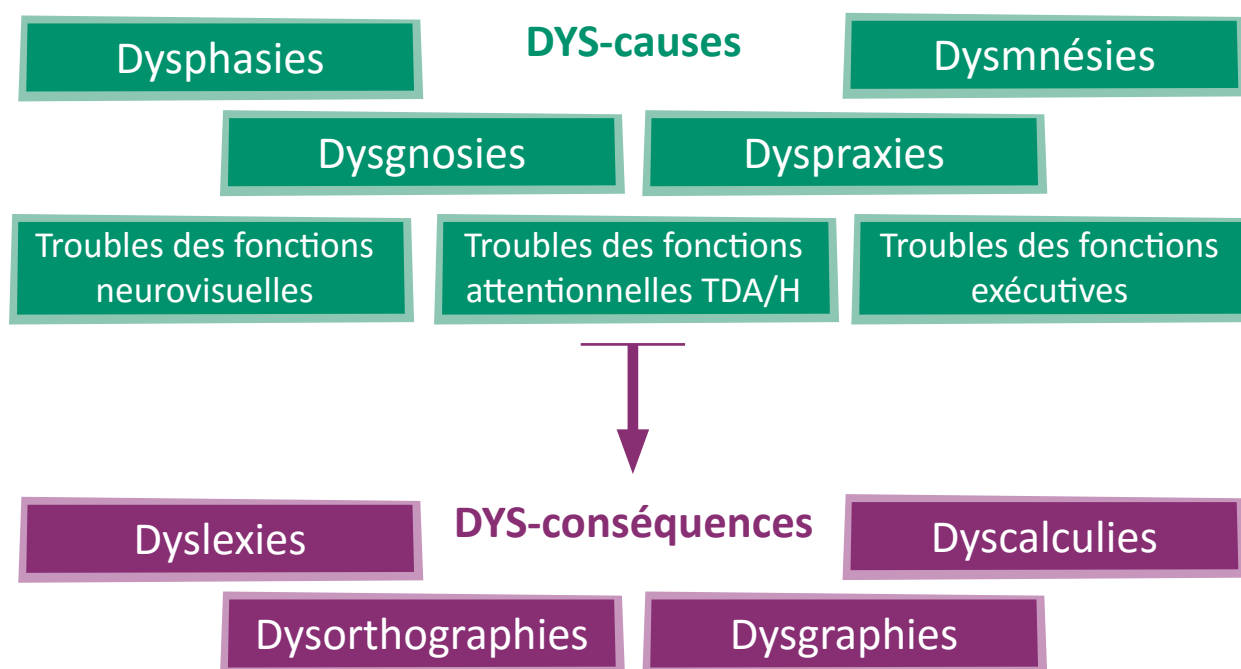 DYS-causes
Dysphasies
Dysmnésies
Dysgnosies
Dyspraxies
Troubles des fonctions
neurovisuelles
Troubles des fonctions
attentionnelles TDA/H
Troubles des fonctions
exécutives
DYS-conséquences
Dyslexies
Dyscalculies
Dysorthographies
Dysgraphies